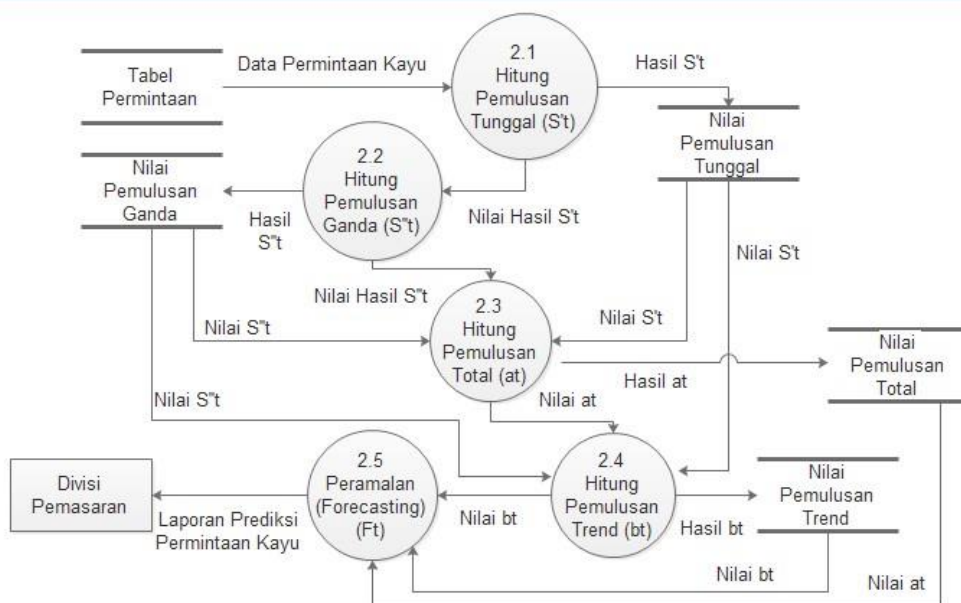 Tabel
Permintaan
Data Permintaan Kayu
2.1
Hitung
Pemulusan
Tunggal (S't)
Hasil S't
Nilai
Pemulusan
Tunggal
Nilai
Pemulusan
Ganda
Hasil
S"t
2.2
Hitung
Pemulusan
Ganda (S"t)
Nilai Hasil S't
Nilai S't
Nilai Hasil S"t
Nilai S"t
2.3
Hitung
Pemulusan
Total (at)
Nilai S't
Hasil at
Nilai
Pemulusan
Total
Nilai S"t
Nilai at
Divisi
Pemasaran
Laporan Prediksi
Permintaan Kayu
2.5
Peramalan
(Forecasting)
(Ft)
Nilai bt
2.4
Hitung
Pemulusan
Trend (bt)
Hasil bt
Nilai
Pemulusan
Trend
Nilai bt
Nilai at